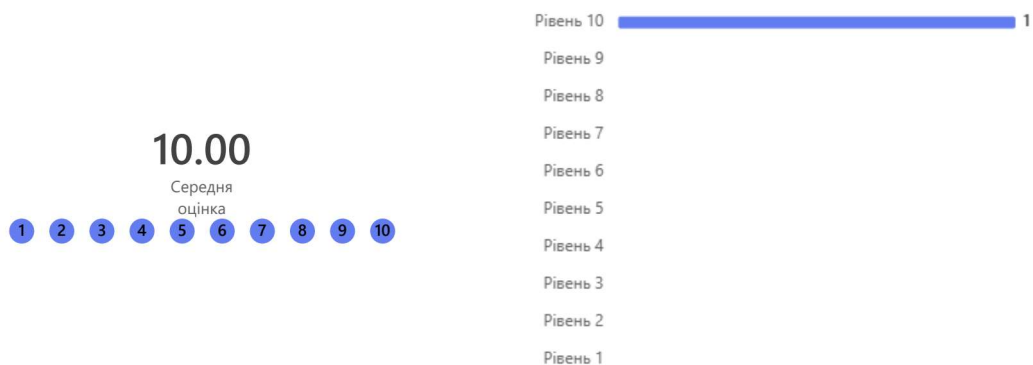 10.00
Середня
оцінка
1 2 3 4 5 6 7 8 9 10
Рівень 10 1
Рівень 9
Рівень 8
Рівень 7
Рівень 6
Рівень 5
Рівень 4
Рівень 3
Рівень 2
Рівень 1